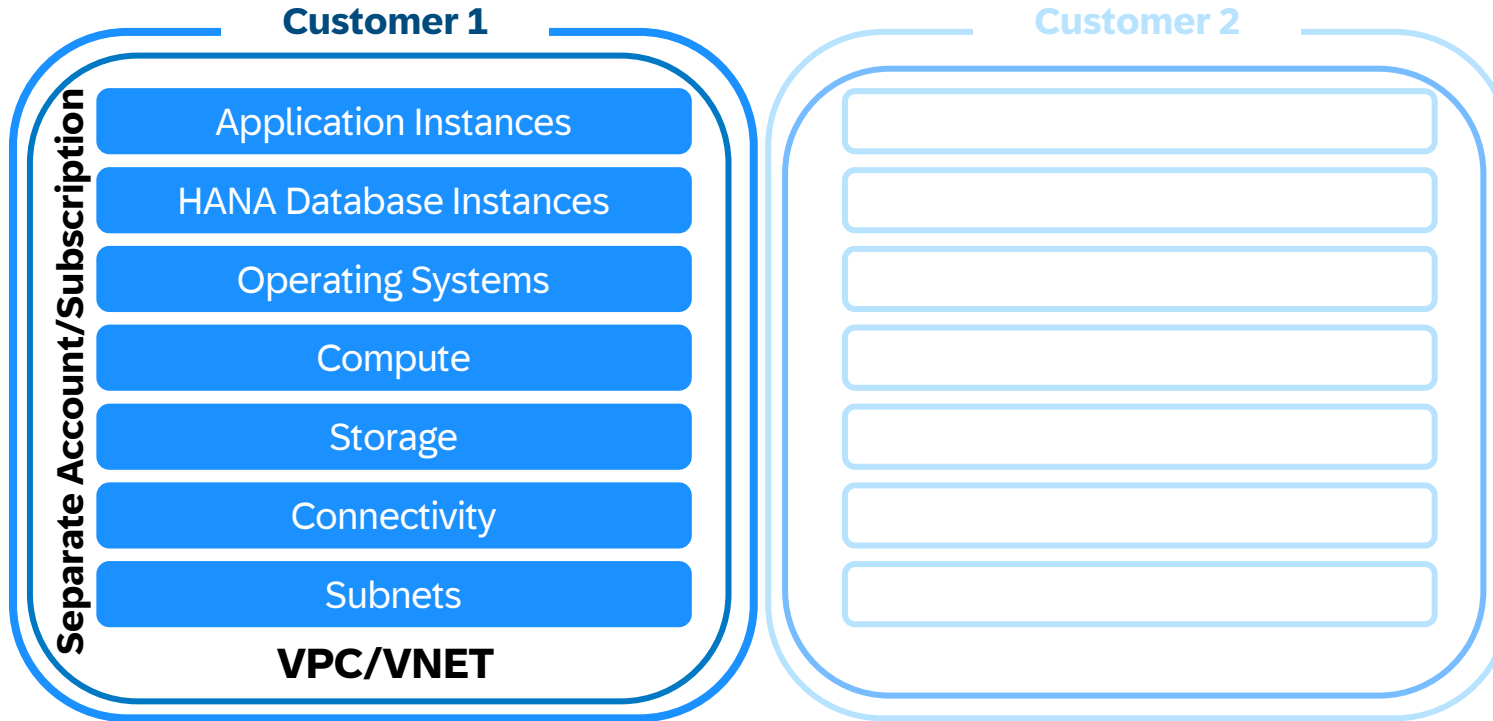 Customer 1
Customer 2
Separate Account/Subscription
Application Instances
HANA Database Instances
Operating Systems
Compute
Storage
Connectivity
Subnets
VPC/VNET